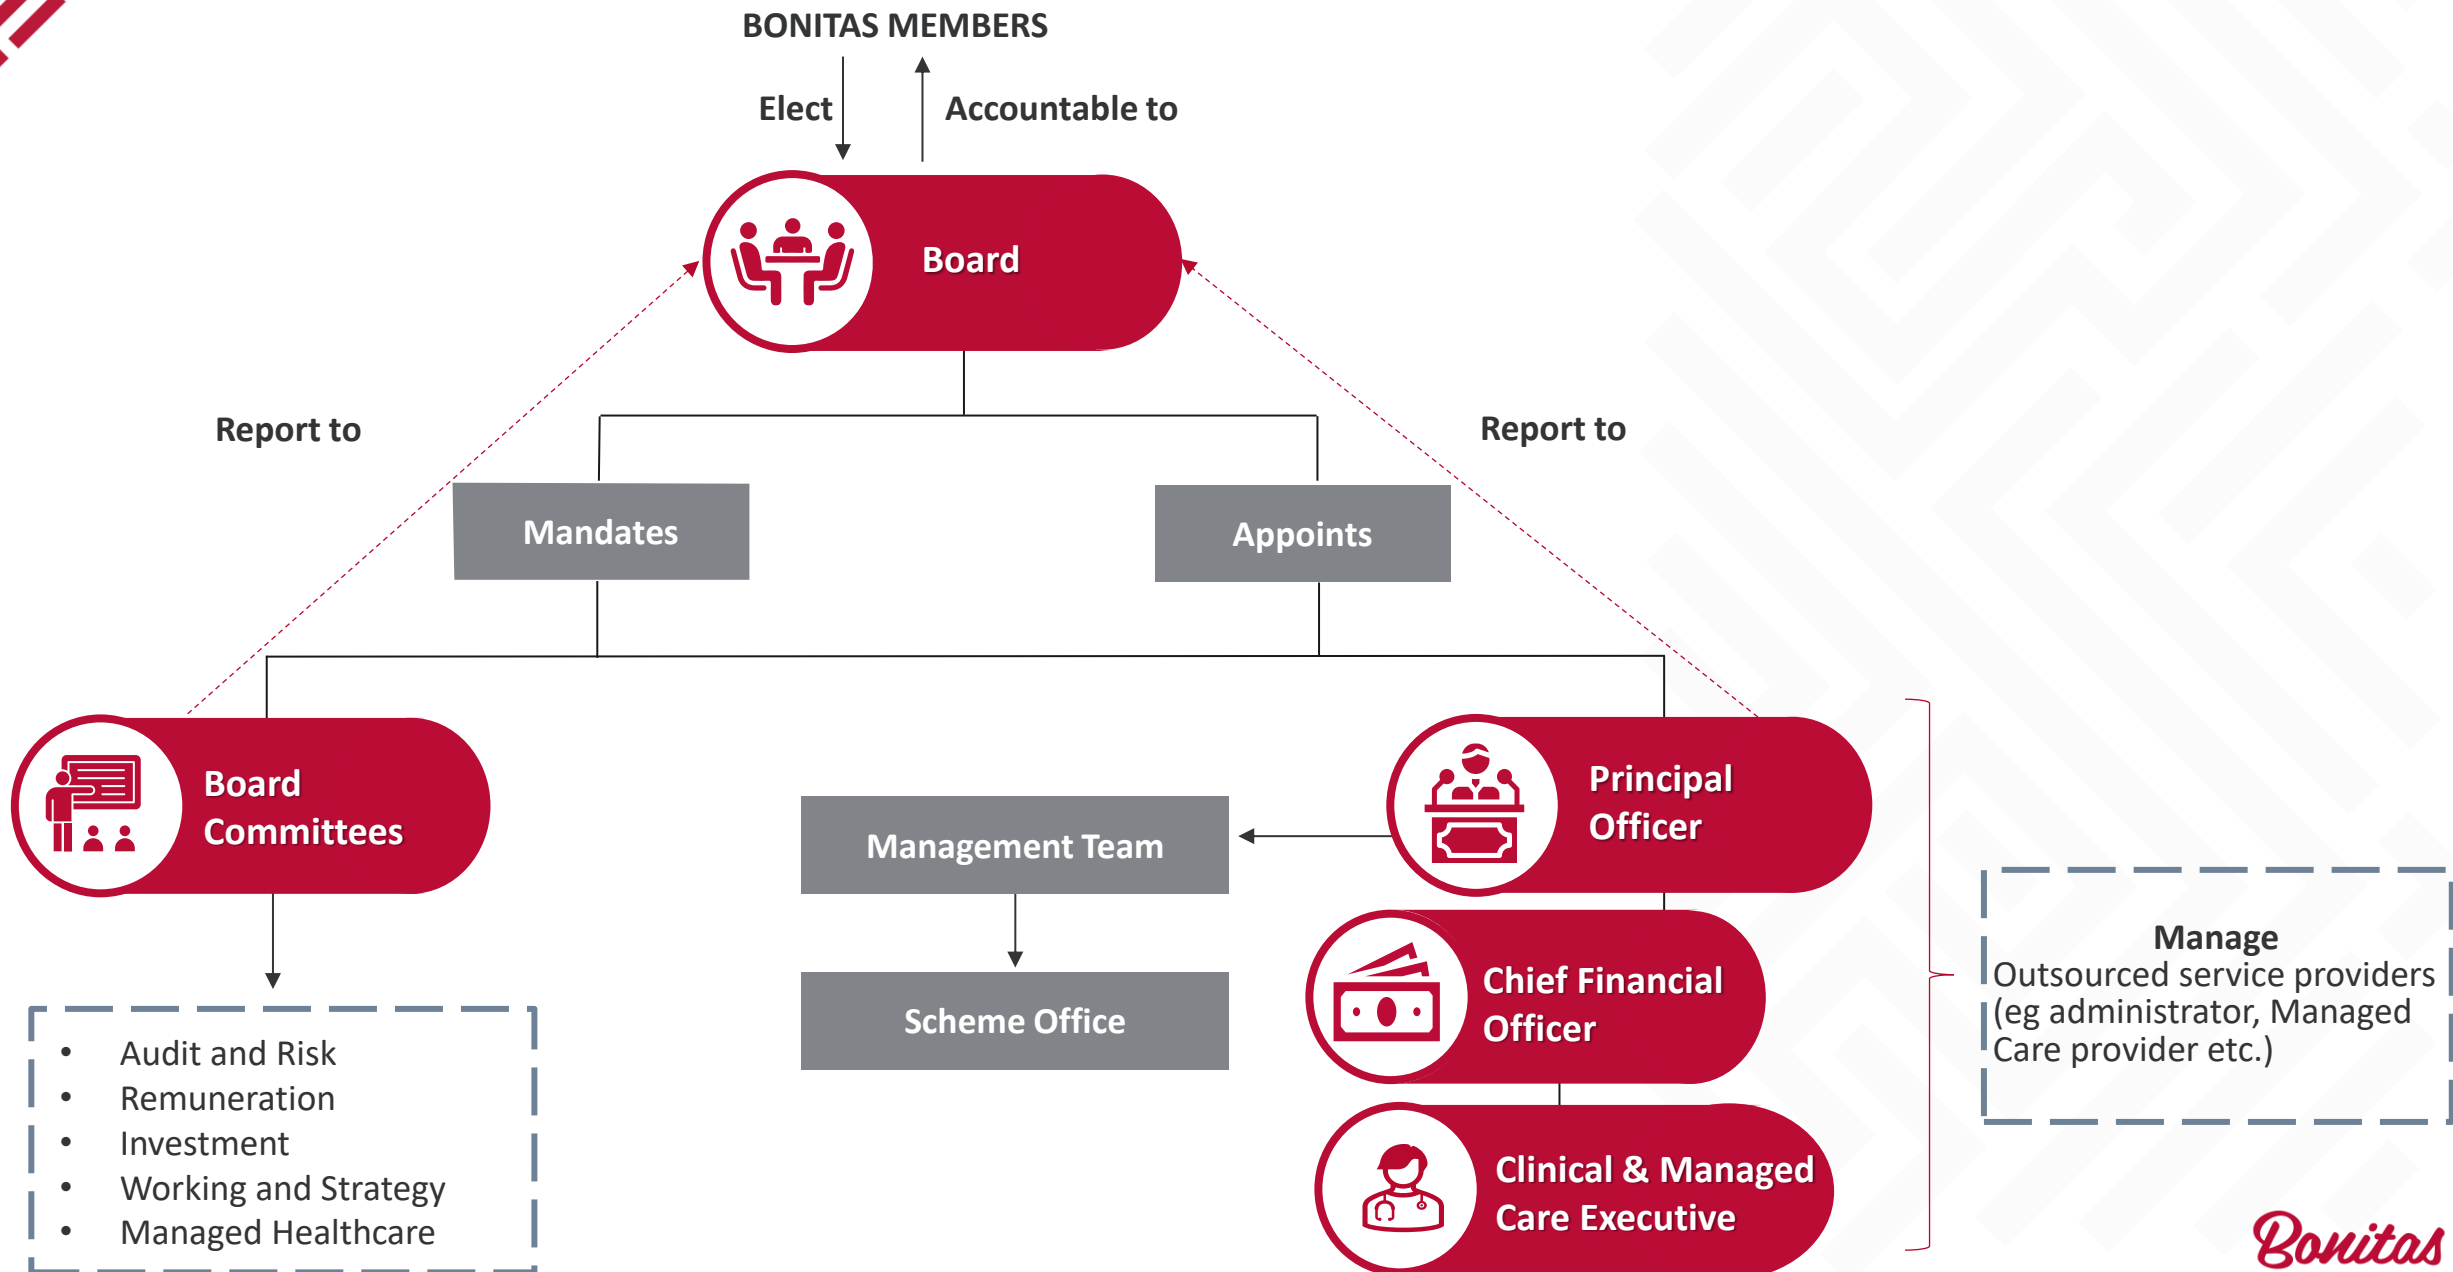 BONITAS MEMBERS
Elect
Accountable to
Board
Report to
Report to
Mandates
Appoints
Board
Committees
Principal
Officer
Management Team
Scheme Office
Chief Financial
Officer
Clinical & Managed
Care Executive
Manage
Outsourced service providers
(eg administrator, Managed
Care provider etc.)
• Audit and Risk
• Remuneration
• Investment
• Working and Strategy
• Managed Healthcare
Bonitas